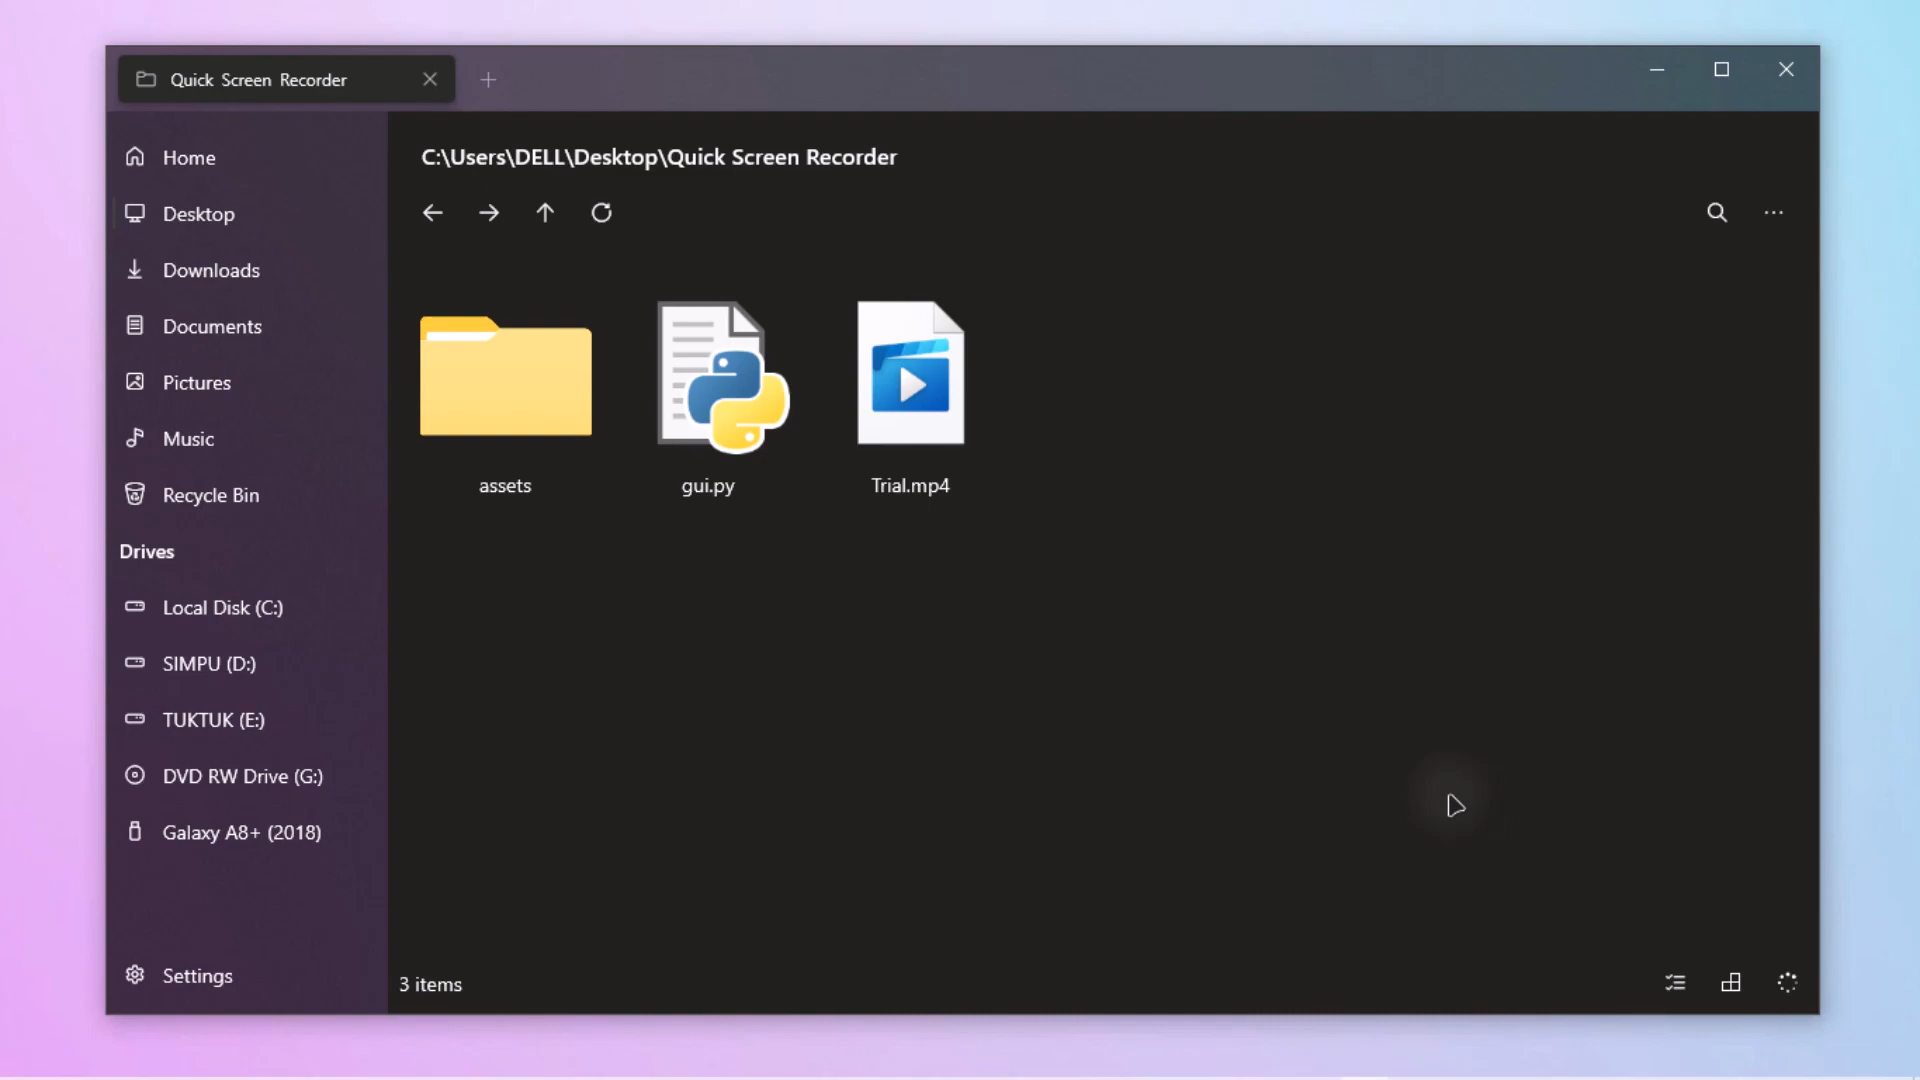 Quick Screen Recorder
Home
Desktop
Downloads
Documents
Pictures
Music
Recycle Bin
Drives
Local Disk (C:)
SIMPU (D:)
TUKTUK (E:)
DVD RW Drive (G:)
Galaxy A8+ (2018)
Settings
C:\Users\DELL\Desktop\Quick Screen Recorder
assets
gui.py
Trial.mp4
3 items